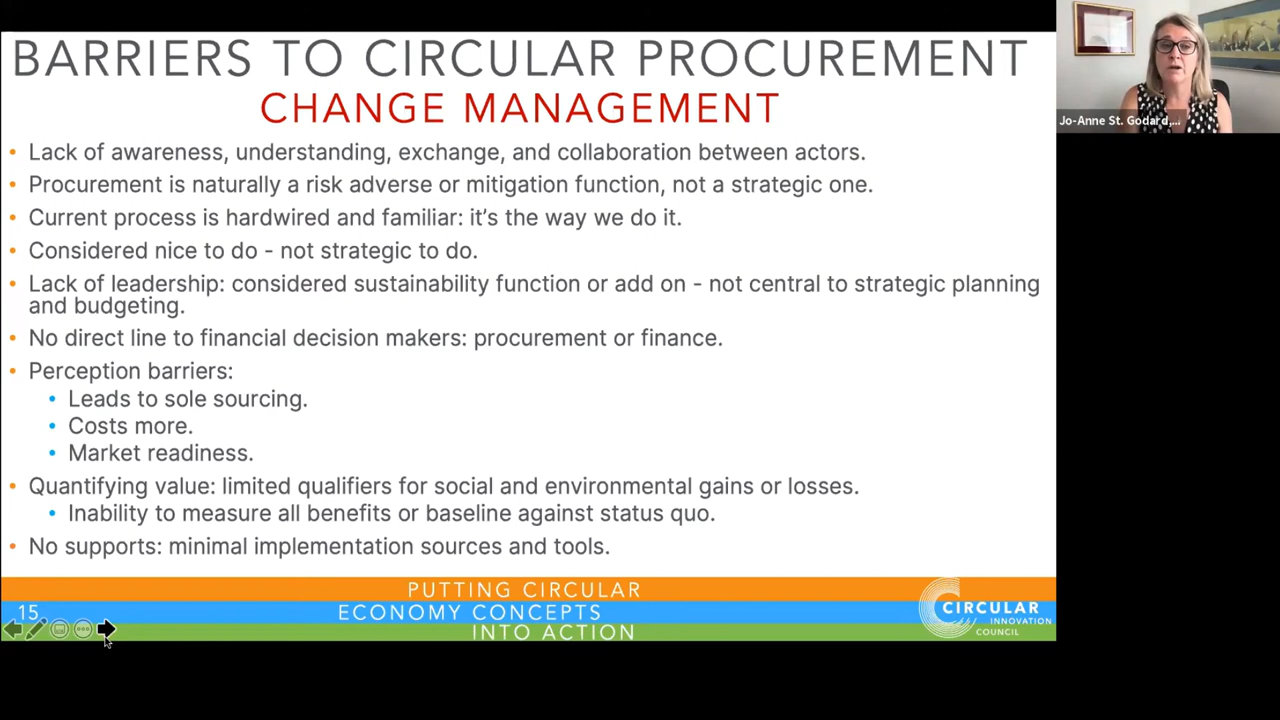 BARRIERS TO CIRCULAR PROCUREMENT
CHANGE MANAGEMENT
• Lack of awareness, understanding, exchange, and collaboration between actors.
• Procurement is naturally a risk adverse or mitigation function, not a strategic one.
• Current process is hardwired and familiar: it's the way we do it.
• Considered nice to do - not strategic to do.
• Lack of leadership: considered sustainability function or add on - not central to strategic planning
and budgeting.
• No direct line to financial decision makers: procurement or finance.
• Perception barriers:
• Leads to sole sourcing.
• Costs more.
• Market readiness.
• Quantifying value: limited qualifiers for social and environmental gains or losses.
• Inability to measure all benefits or baseline against status quo.
• No supports: minimal implementation sources and tools.
PUTTING CIRCULAR
ECONOMY CONCEPTS
INTO ACTION
15
CIRCULAR
INNOVATION
COUNCIL
Jo-Anne St. Godard,...